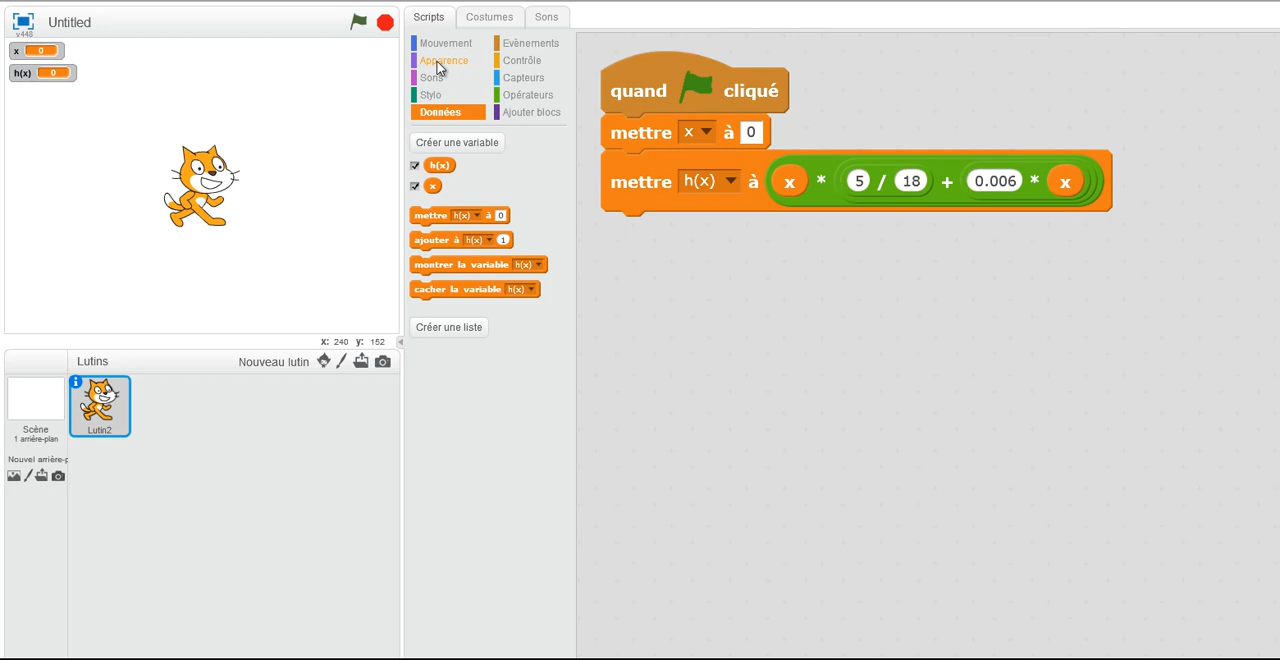 Untitled
v448
x 0
h(x) 0
x: 240 y: 152
Lutins
Nouveau lutin
Scène
1 arrière-plan
Nouvel arrière-p
Lutin2
Scripts Costumes Sons
Mouvement Evènements
Apparence Contrôle
Sons Capteurs
Stylo Opérateurs
Données Ajouter blocs
Créer une variable
h(x)
x
mettre h(x) à 0
ajouter à h(x) 1
montrer la variable h(x)
cacher la variable h(x)
Créer une liste
quand cliqué
mettre x à 0
mettre h(x) à x * 5 / 18 + 0.006 * x